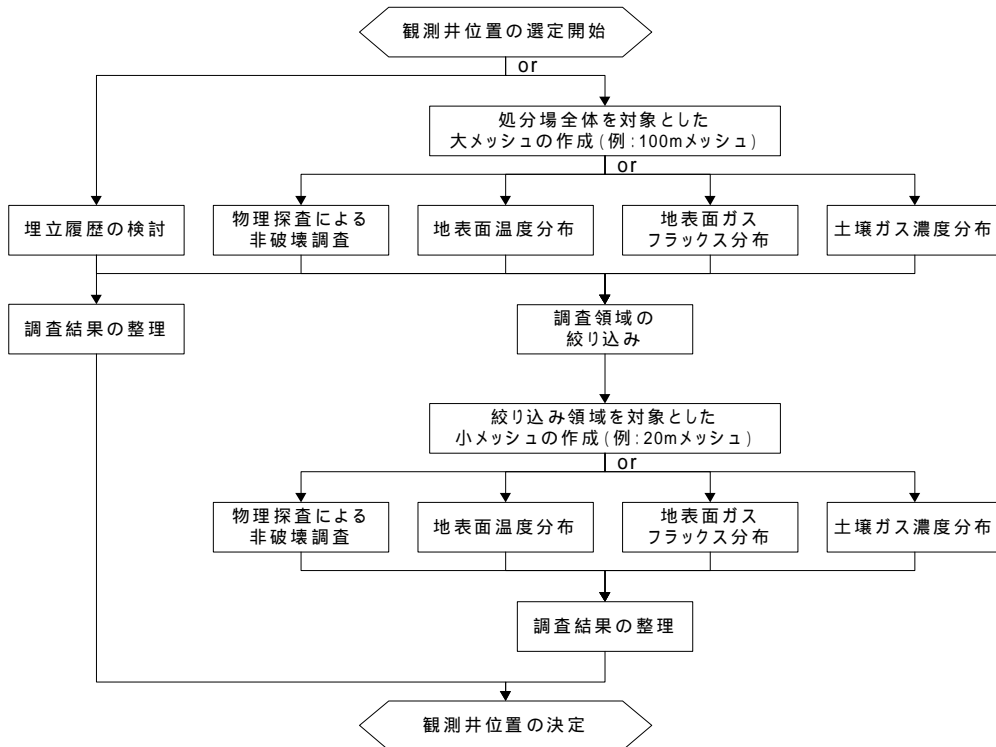 観測井位置の選定開始
or
処分場全体を対象とした
大メッシュの作成(例:100mメッシュ)
or
埋立履歴の検討
物理探査による
非破壊調査
地表面温度分布
地表面ガス
フラックス分布
土壌ガス濃度分布
調査結果の整理
調査領域の
絞り込み
絞り込み領域を対象とした
小メッシュの作成(例:20mメッシュ)
or
物理探査による
非破壊調査
地表面温度分布
地表面ガス
フラックス分布
土壌ガス濃度分布
調査結果の整理
観測井位置の決定